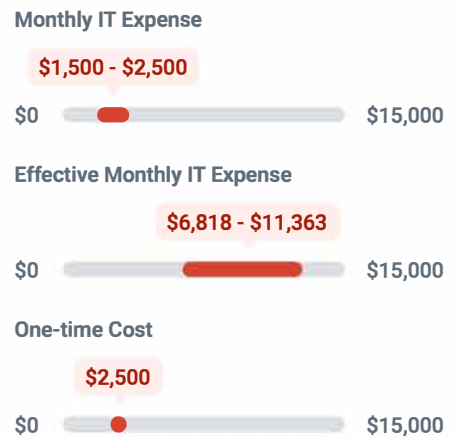 Monthly IT Expense
$1,500 - $2,500
$0 $15,000
Effective Monthly IT Expense
$6,818 - $11,363
$0 $15,000
One-time Cost
$2,500
$0 $15,000